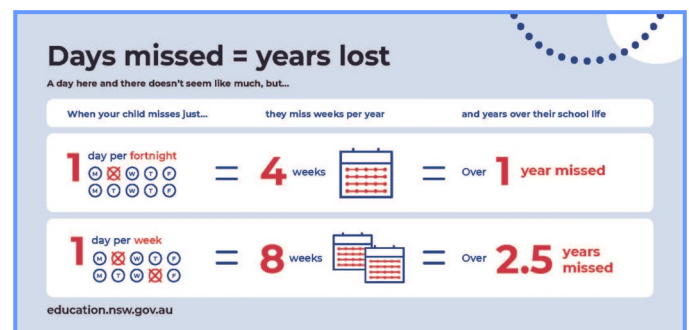 Days missed = years lost
A day here and there doesn't seem like much, but...
When your child misses just... they miss weeks per year and years over their school life
1 day per fortnight = 4 weeks = Over 1 year missed
M T W T F
M T W T F
1 day per week = 8 weeks = Over 2.5 years missed
M T W T F
M T W T F
education.nsw.gov.au